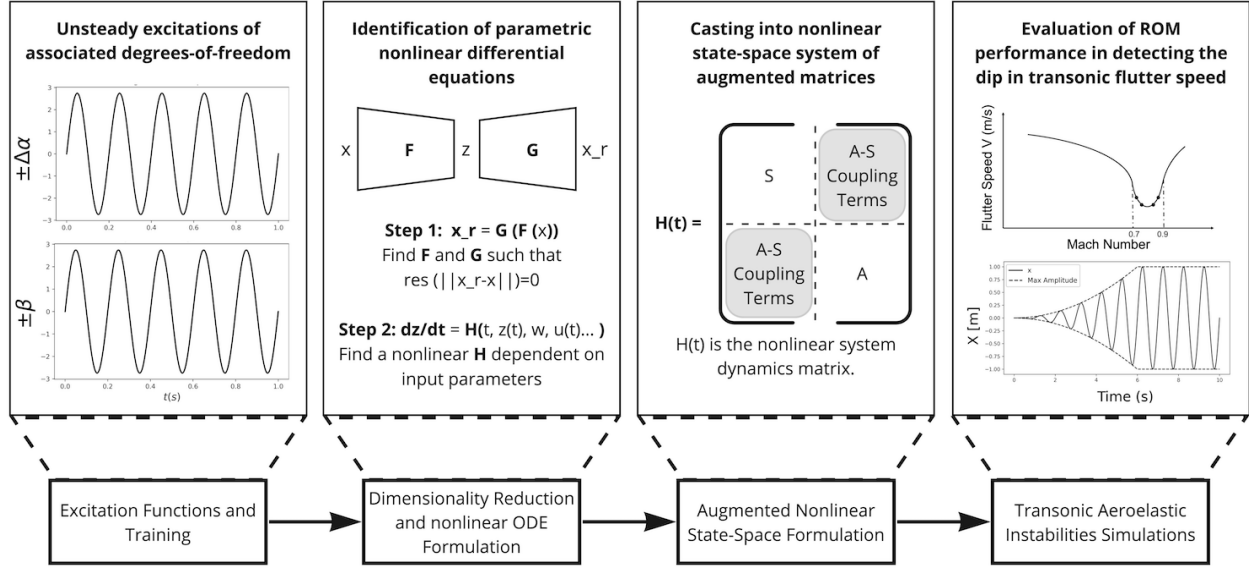 Unsteady excitations of
associated degrees-of-freedom
±Δα
3
2
1
0
−1
−2
−3
0.0
0.2
0.4
0.6
0.8
1.0
±β
3
2
1
0
−1
−2
−3
0.0
0.2
0.4
0.6
0.8
1.0
t(s)
Identification of parametric
nonlinear differential
equations
x
F
z
G
x_r
Step 1: x_r = G (F (x))
Find F and G such that
res (||x_r-x||)=0
Step 2: dz/dt = H(t, z(t), w, u(t)... )
Find a nonlinear H dependent on
input parameters
Casting into nonlinear
state-space system of
augmented matrices
H(t) =
S
A-S
Coupling
Terms
A-S
Coupling
Terms
A
H(t) is the nonlinear system
dynamics matrix.
Evaluation of ROM
performance in detecting the
dip in transonic flutter speed
Flutter Speed V (m/s)
0.7
0.9
Mach Number
X [m]
1.00
0.75
0.50
0.25
0.00
−0.25
−0.50
−0.75
−1.00
x
Max Amplitude
0
2
4
6
8
10
Time (s)
Excitation Functions and
Training
Dimensionality Reduction
and nonlinear ODE
Formulation
Augmented Nonlinear
State-Space Formulation
Transonic Aeroelastic
Instabilities Simulations